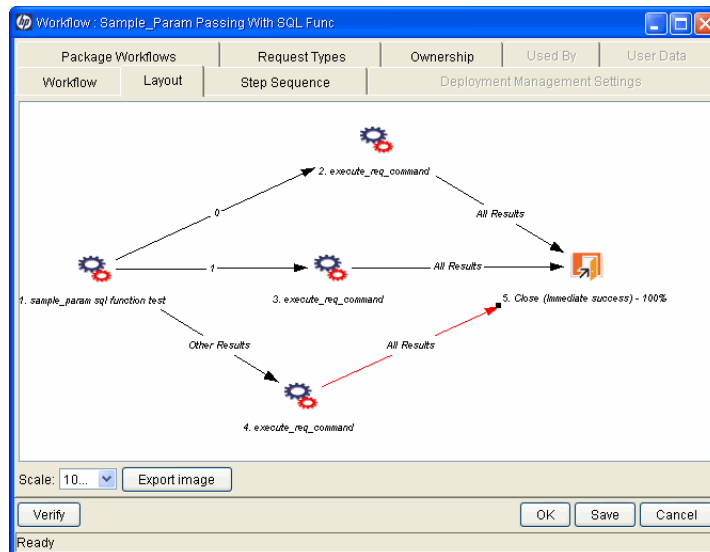 hp Workflow : Sample_Param Passing With SQL Func
Package Workflows Request Types Ownership Used By User Data
Workflow Layout Step Sequence Deployment Management Settings
2. execute_req_command
0
All Results
1
All Results
1. sample_param sql function test
3. execute_req_command
5. Close (Immediate success) - 100%
Other Results
All Results
4. execute_req_command
Scale: 10... Export image
Verify OK Save Cancel
Ready